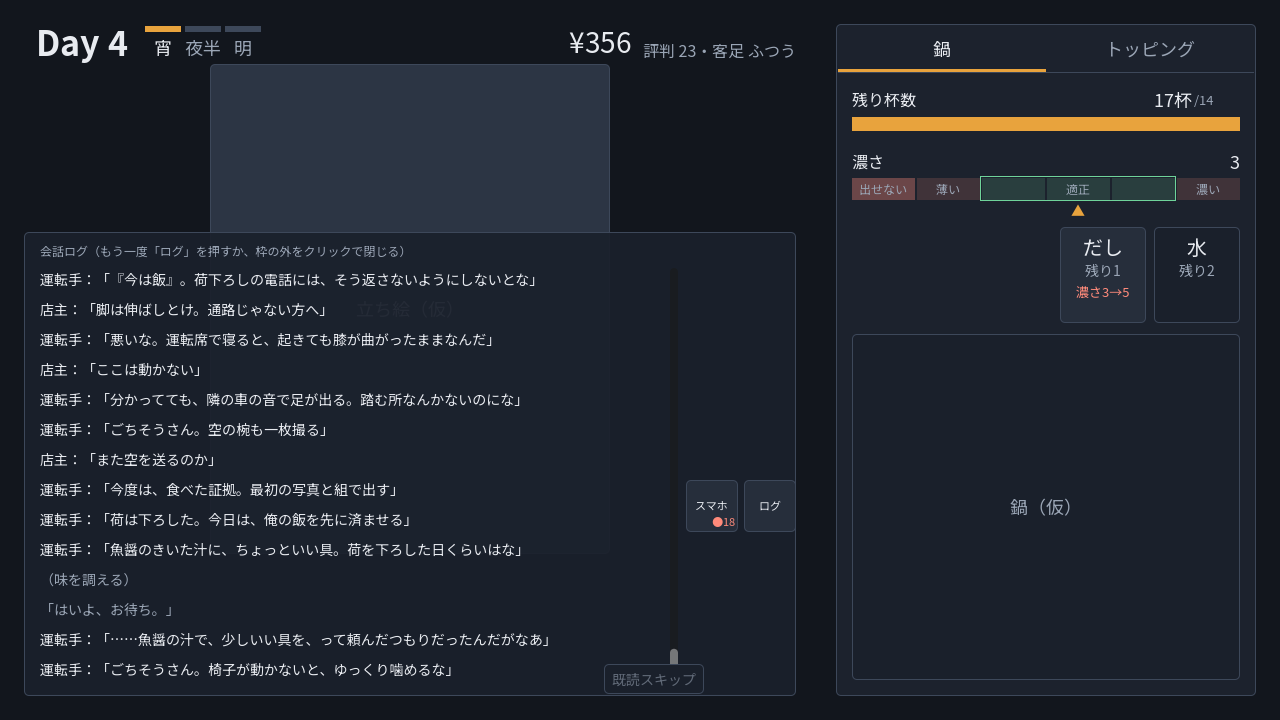 Day 4
宵 夜半 明
¥356 評判 23・客足 ふつう
会話ログ（もう一度「ログ」を押すか、枠の外をクリックで閉じる）
運転手：「『今は飯』。荷下ろしの電話には、そう返さないようにしないとな」
店主：「脚は伸ばしとけ。通路じゃない方へ」
立ち絵（仮）
運転手：「悪いな。運転席で寝ると、起きても膝が曲がったままなんだ」
店主：「ここは動かない」
運転手：「分かってても、隣の車の音で足が出る。踏む所なんかないのにな」
運転手：「ごちそうさん。空の椀も一枚撮る」
店主：「また空を送るのか」
運転手：「今度は、食べた証拠。最初の写真と組で出す」
運転手：「荷は下ろした。今日は、俺の飯を先に済ませる」
運転手：「魚醤のきいた汁に、ちょっといい具。荷を下ろした日くらいはな」
（味を調える）
「はいよ、お待ち。」
運転手：「……魚醤の汁で、少しいい具を、って頼んだつもりだったんだがなあ」
運転手：「ごちそうさん。椅子が動かないと、ゆっくり噛めるな」
スマホ
18
ログ
既読スキップ
鍋
トッピング
残り杯数 17杯/14
濃さ 3
出せない 薄い 適正 濃い
だし
残り1
濃さ3→5
水
残り2
鍋（仮）